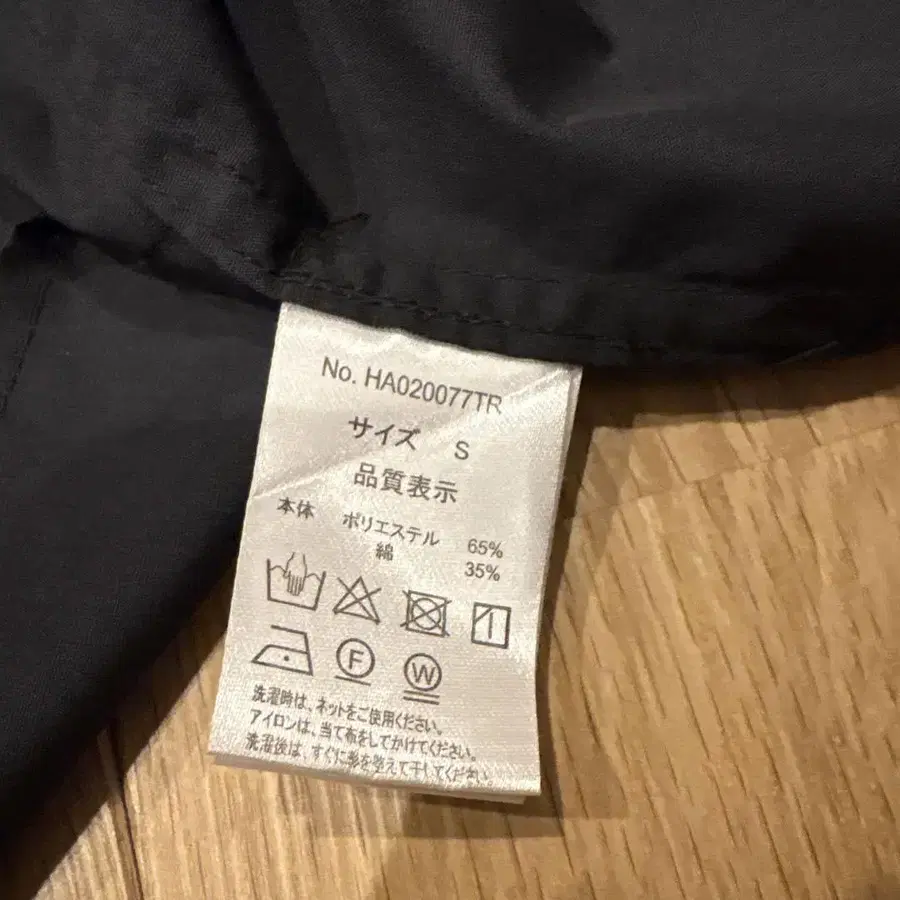 No. HA020077TR
サイズ S
品質表示
本体 ポリエステル 65%
綿 35%
F W
洗濯時は、ネットをご使用ください。
アイロンは、当て布をしてかけてください。
洗濯後は、すぐに形を整えて干してください。